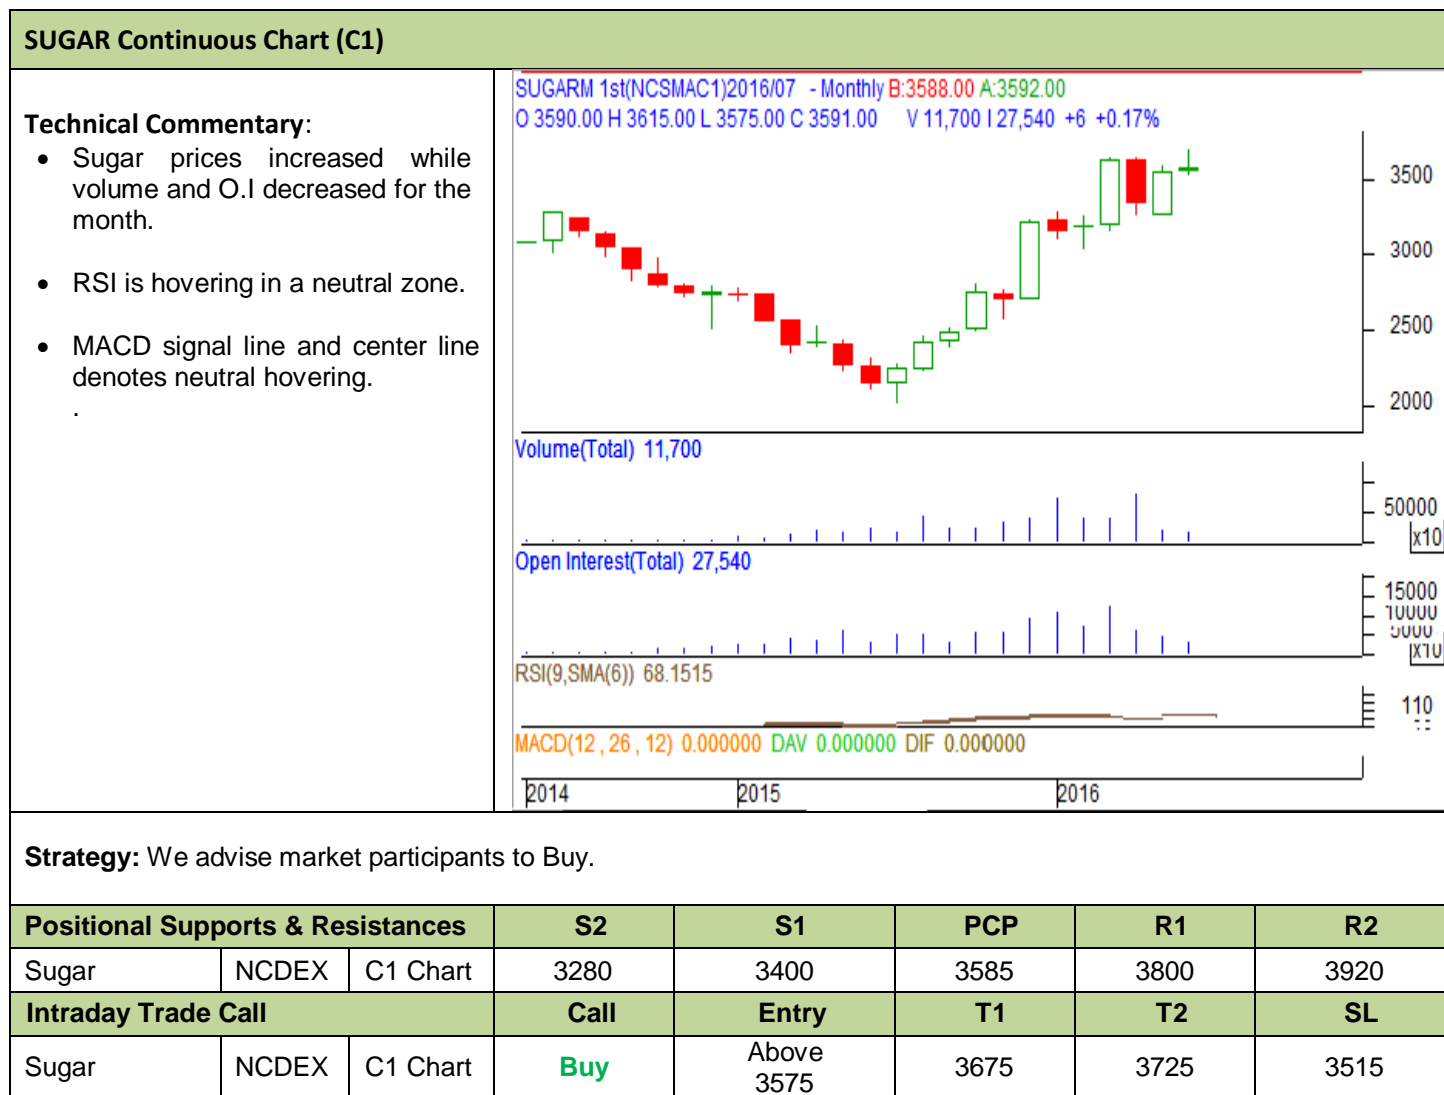 SUGAR Continuous Chart (C1)
Technical Commentary:
• Sugar prices increased while
volume and O.I decreased for the
month.
• RSI is hovering in a neutral zone.
• MACD signal line and center line
denotes neutral hovering.
.
SUGARM 1st(NCSMAC1)2016/07 - Monthly B:3588.00 A:3592.00
O 3590.00 H 3615.00 L 3575.00 C 3591.00 V 11,700 I 27,540 +6 +0.17%
3500
3000
2500
2000
Volume(Total) 11,700
50000
x10
Open Interest(Total) 27,540
15000
10000
5000
x10
RSI(9,SMA(6)) 68.1515
110
MACD(12 , 26 , 12) 0.000000 DAV 0.000000 DIF 0.000000
2014 2015 2016
Strategy: We advise market participants to Buy.
Positional Supports & Resistances S2 S1 PCP R1 R2
Sugar NCDEX C1 Chart 3280 3400 3585 3800 3920
Intraday Trade Call Call Entry T1 T2 SL
Sugar NCDEX C1 Chart Buy Above 3575 3675 3725 3515